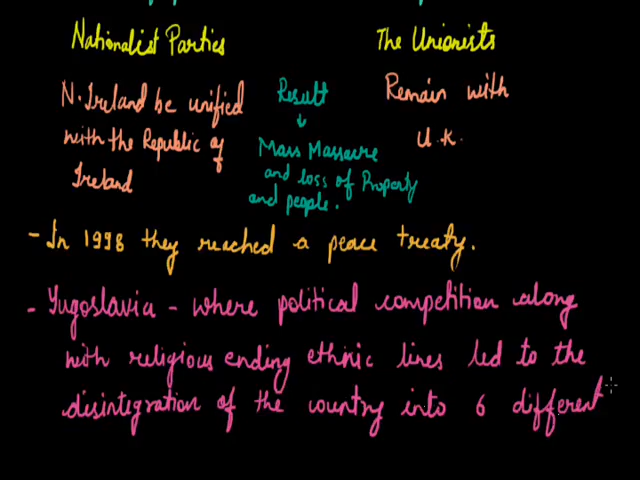 Nationalist Parties
The Unionists
N. Ireland be unified
with the Republic of
Ireland
Result
Mass Massacre
and loss of Property
and people.
Remain with
U.K.
- In 1998 they reached a peace treaty.
- Yugoslavia - where political competition along
with religious ending ethnic lines led to the
disintegration of the country into 6 different